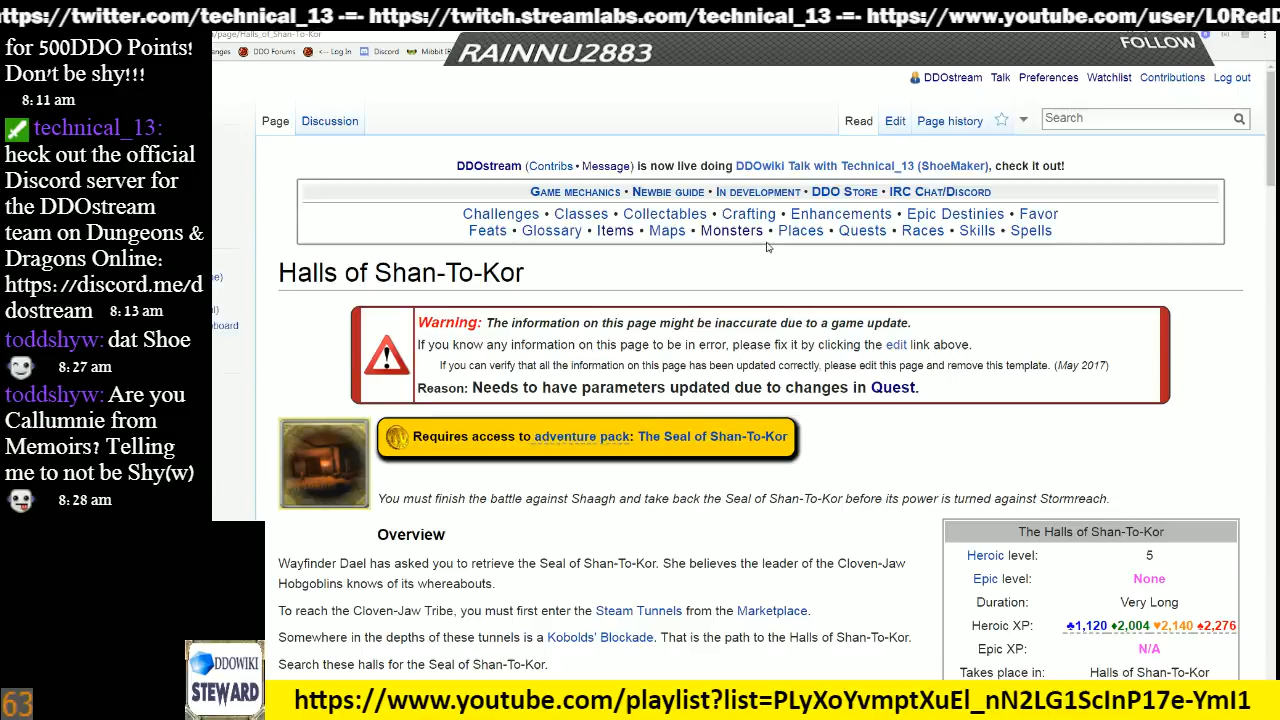 https://twitter.com/technical_13 -=- https://twitch.streamlabs.com/technical_13 -=- https://www.youtube.com/user/L0RedD
for 500DDO Points!
Don't be shy!!!
8:11 am
technical_13:
heck out the official
Discord server for
the DDOstream
team on Dungeons &
Dragons Online:
https://discord.me/d
dostream 8:13 am
toddshyw: dat Shoe
8:27 am
toddshyw: Are you
Callumnie from
Memoirs? Telling
me to not be Shy(w)
8:28 am
63
/page/Halls_of_Shan-To-Kor
nges DDO Forums <-- Log In Discord Mibbit
RAINNU2883
FOLLOW
DDOstream Talk Preferences Watchlist Contributions Log out
Page Discussion Read Edit Page history Search
DDOstream (Contribs • Message) is now live doing DDOwiki Talk with Technical_13 (ShoeMaker), check it out!
Game mechanics • Newbie guide • In development • DDO Store • IRC Chat/Discord
Challenges • Classes • Collectables • Crafting • Enhancements • Epic Destinies • Favor
Feats • Glossary • Items • Maps • Monsters • Places • Quests • Races • Skills • Spells
Halls of Shan-To-Kor
Warning: The information on this page might be inaccurate due to a game update.
If you know any information on this page to be in error, please fix it by clicking the edit link above.
If you can verify that all the information on this page has been updated correctly, please edit this page and remove this template. (May 2017)
Reason: Needs to have parameters updated due to changes in Quest.
Requires access to adventure pack: The Seal of Shan-To-Kor
You must finish the battle against Shaagh and take back the Seal of Shan-To-Kor before its power is turned against Stormreach.
Overview
Wayfinder Dael has asked you to retrieve the Seal of Shan-To-Kor. She believes the leader of the Cloven-Jaw
Hobgoblins knows of its whereabouts.
To reach the Cloven-Jaw Tribe, you must first enter the Steam Tunnels from the Marketplace.
Somewhere in the depths of these tunnels is a Kobolds' Blockade. That is the path to the Halls of Shan-To-Kor.
Search these halls for the Seal of Shan-To-Kor.
The Halls of Shan-To-Kor
Heroic level: 5
Epic level: None
Duration: Very Long
Heroic XP: ♣1,120 ♦2,004 ♥2,140 ♠2,276
Epic XP: N/A
Takes place in: Halls of Shan-To-Kor
DDOWIKI
STEWARD
https://www.youtube.com/playlist?list=PLyXoYvmptXuEl_nN2LG1ScInP17e-YmI1